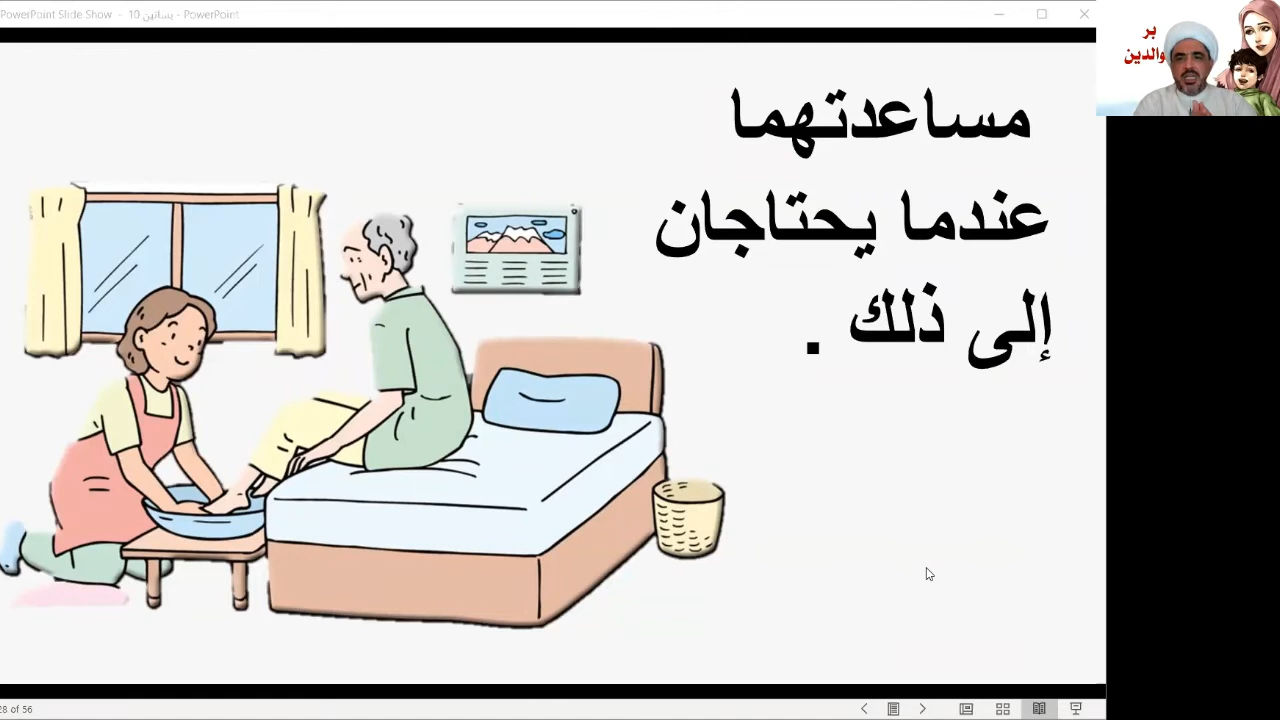 PowerPoint Slide Show - بساتين 10 - PowerPoint
بر
والدين
مساعدتهما
عندما يحتاجان
إلى ذلك .
28 of 56